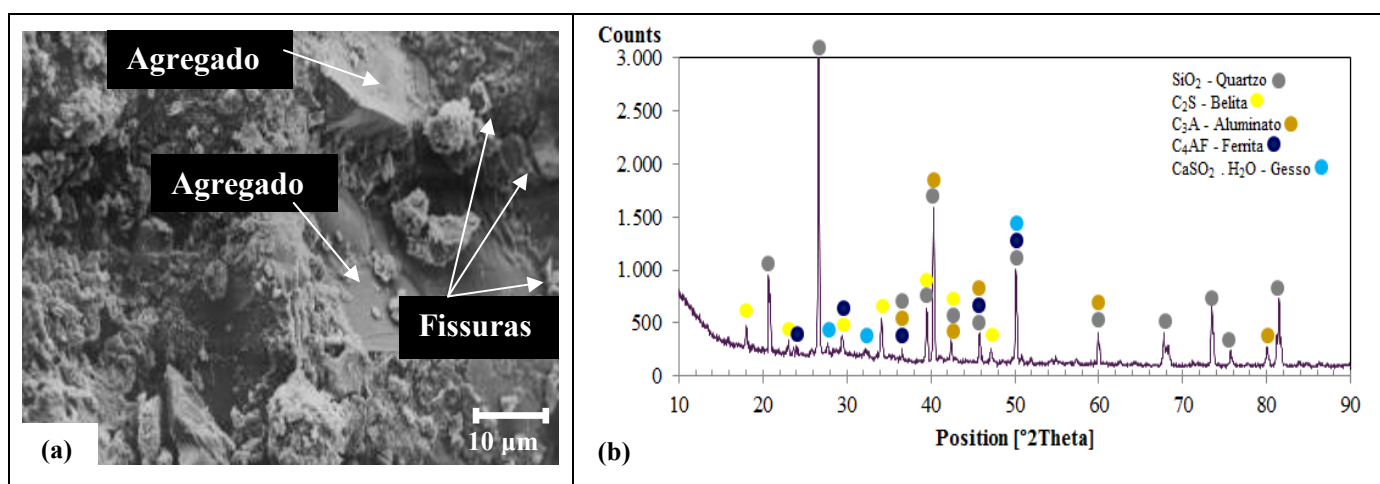 Agregado
Agregado
Fissuras
10 µm
(a)
Counts
3.000
2.500
2.000
1.500
1.000
500
0
SiO₂ - Quartzo
C₂S - Belita
C₃A - Aluminato
C₄AF - Ferrita
CaSO₂ . H₂O - Gesso
10 20 30 40 50 60 70 80 90
Position [°2Theta]
(b)